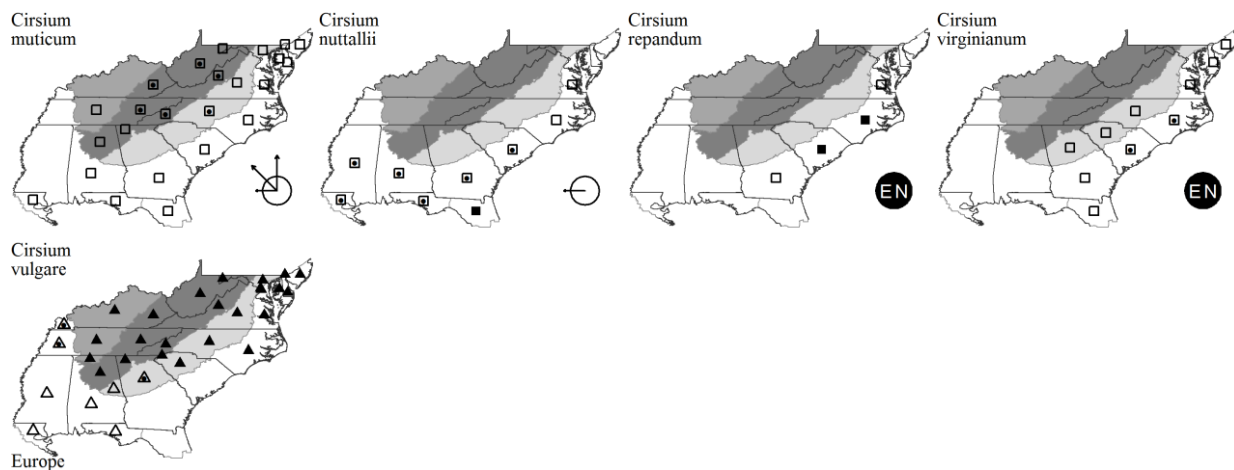 Cirsium
muticum
Cirsium
nuttallii
Cirsium
repandum
EN
Cirsium
virginianum
EN
Cirsium
vulgare
Europe